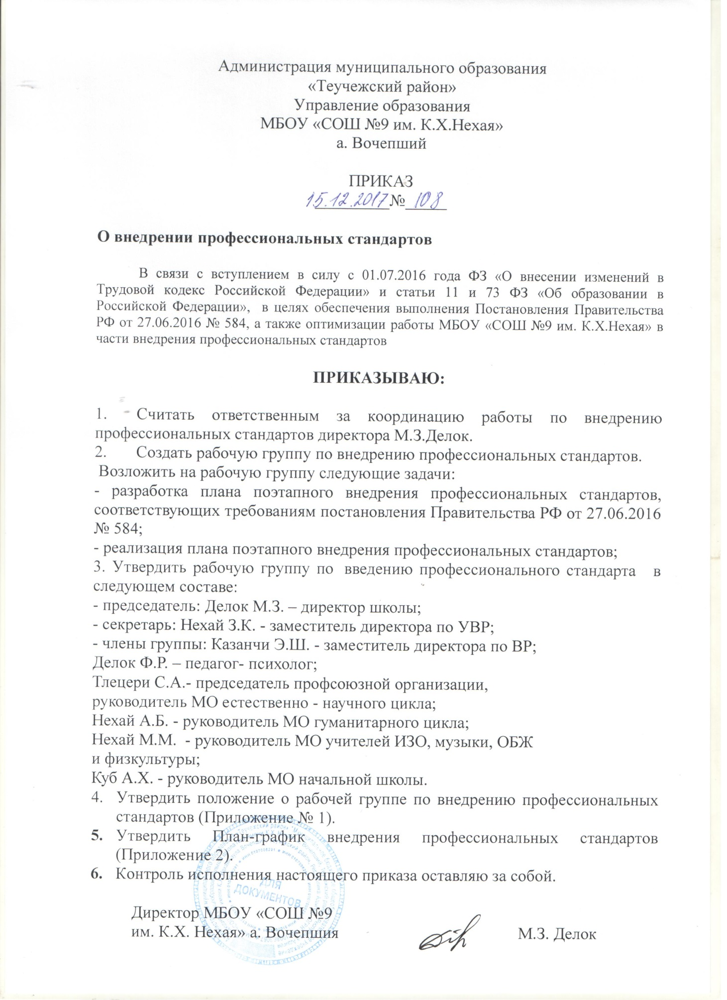 Администрация муниципального образования
«Теучежский район»
Управление образования
МБОУ «СОШ №9 им. К.Х.Нехая»
а. Вочепший
ПРИКАЗ
15.12.2017 № 108
О внедрении профессиональных стандартов
В связи с вступлением в силу с 01.07.2016 года ФЗ «О внесении изменений в
Трудовой кодекс Российской Федерации» и статьи 11 и 73 ФЗ «Об образовании в
Российской Федерации», в целях обеспечения выполнения Постановления Правительства
РФ от 27.06.2016 № 584, а также оптимизации работы МБОУ «СОШ №9 им. К.Х.Нехая» в
части внедрения профессиональных стандартов
ПРИКАЗЫВАЮ:
1. Считать ответственным за координацию работы по внедрению
профессиональных стандартов директора М.З.Делок.
2. Создать рабочую группу по внедрению профессиональных стандартов.
Возложить на рабочую группу следующие задачи:
- разработка плана поэтапного внедрения профессиональных стандартов,
соответствующих требованиям постановления Правительства РФ от 27.06.2016
№ 584;
- реализация плана поэтапного внедрения профессиональных стандартов;
3. Утвердить рабочую группу по введению профессионального стандарта в
следующем составе:
- председатель: Делок М.З. – директор школы;
- секретарь: Нехай З.К. - заместитель директора по УВР;
- члены группы: Казанчи Э.Ш. - заместитель директора по ВР;
Делок Ф.Р. – педагог- психолог;
Тлецери С.А.- председатель профсоюзной организации,
руководитель МО естественно - научного цикла;
Нехай А.Б. - руководитель МО гуманитарного цикла;
Нехай М.М. - руководитель МО учителей ИЗО, музыки, ОБЖ
и физкультуры;
Куб А.Х. - руководитель МО начальной школы.
4. Утвердить положение о рабочей группе по внедрению профессиональных
стандартов (Приложение № 1).
5. Утвердить План-график внедрения профессиональных стандартов
(Приложение 2).
6. Контроль исполнения настоящего приказа оставляю за собой.
ДЛЯ
ДОКУМЕНТОВ
Директор МБОУ «СОШ №9
им. К.Х. Нехая» а. Вочепшия М.З. Делок